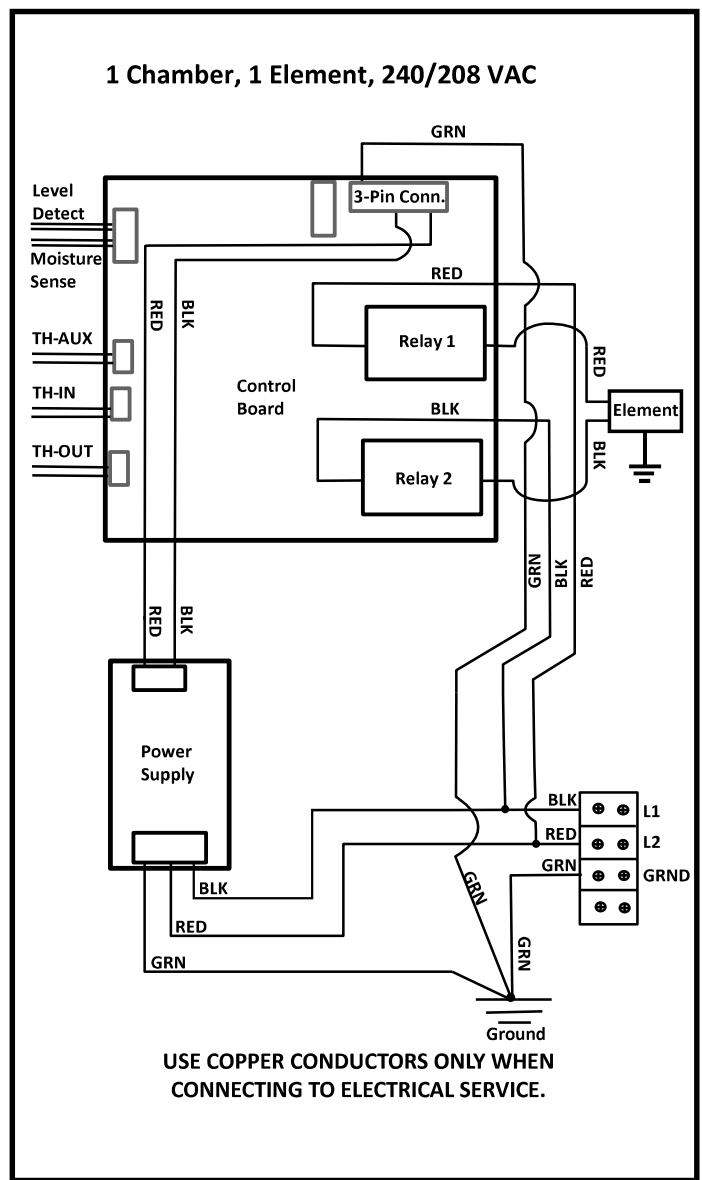 1 Chamber, 1 Element, 240/208 VAC
GRN
Level
Detect
3-Pin Conn.
Moisture
Sense
RED
RED
BLK
TH-AUX
Relay 1
RED
TH-IN
Control
Board
BLK
Element
TH-OUT
BLK
Relay 2
GRN
BLK
RED
RED
BLK
Power
Supply
BLK
L1
RED
L2
GRN
GRND
BLK
GRN
RED
GRN
GRN
Ground
USE COPPER CONDUCTORS ONLY WHEN
CONNECTING TO ELECTRICAL SERVICE.